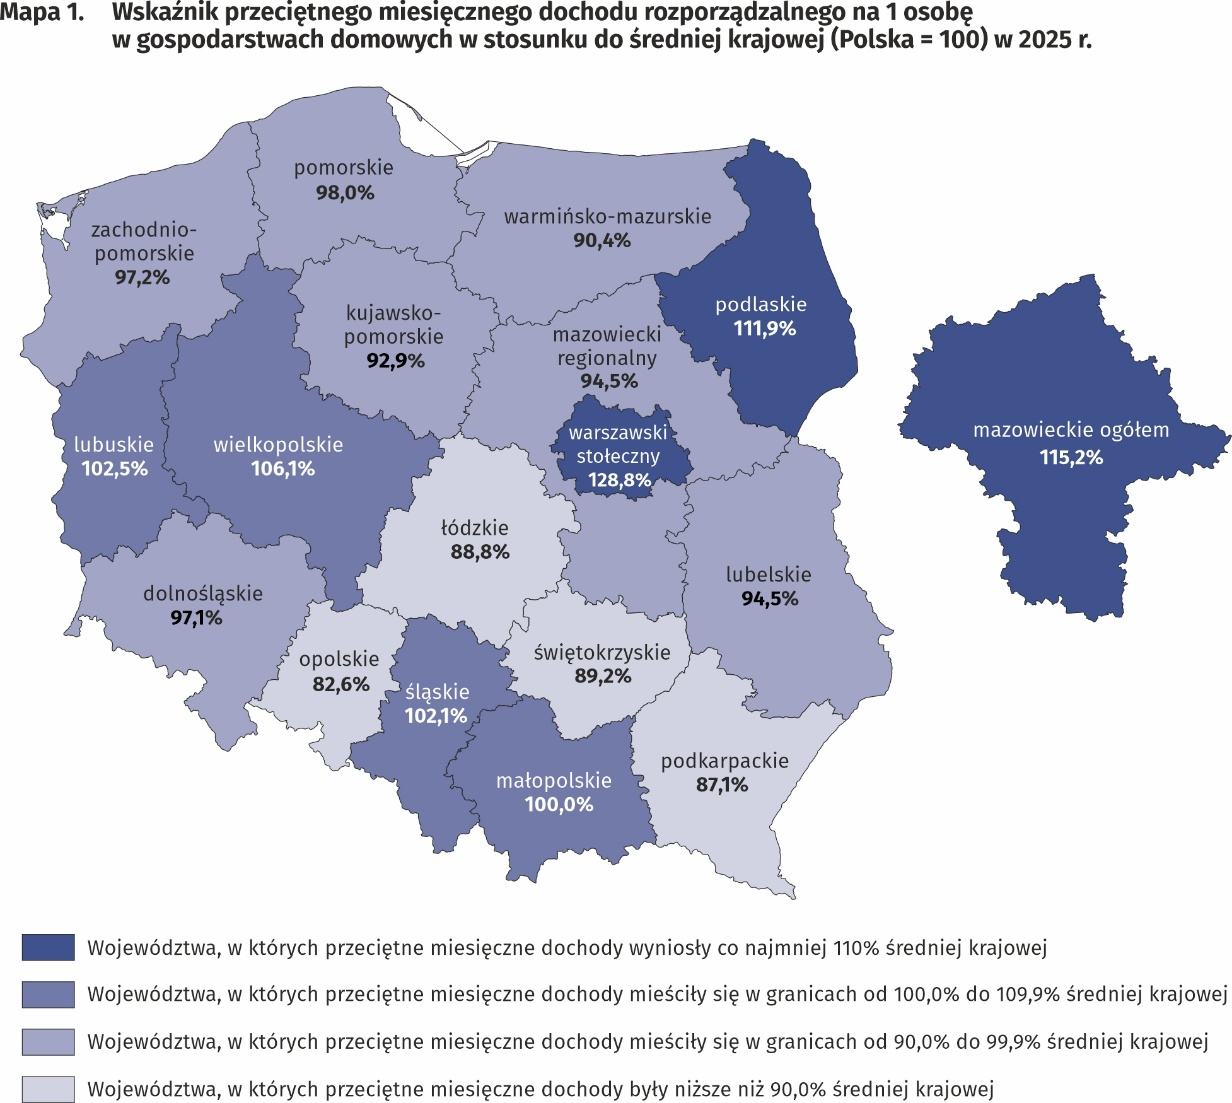 Mapa 1. Wskaźnik przeciętnego miesięcznego dochodu rozporządzalnego na 1 osobę
w gospodarstwach domowych w stosunku do średniej krajowej (Polska = 100) w 2025 r.
pomorskie
98,0%
warmińsko-mazurskie
90,4%
zachodnio-
pomorskie
97,2%
podlaskie
111,9%
kujawsko-
pomorskie
92,9%
mazowiecki
regionalny
94,5%
lubuskie
102,5%
wielkopolskie
106,1%
warszawski
stołeczny
128,8%
mazowieckie ogółem
115,2%
łódzkie
88,8%
lubelskie
94,5%
dolnośląskie
97,1%
opolskie
82,6%
świętokrzyskie
89,2%
śląskie
102,1%
małopolskie
100,0%
podkarpackie
87,1%
Województwa, w których przeciętne miesięczne dochody wyniosły co najmniej 110% średniej krajowej
Województwa, w których przeciętne miesięczne dochody mieściły się w granicach od 100,0% do 109,9% średniej krajowej
Województwa, w których przeciętne miesięczne dochody mieściły się w granicach od 90,0% do 99,9% średniej krajowej
Województwa, w których przeciętne miesięczne dochody były niższe niż 90,0% średniej krajowej